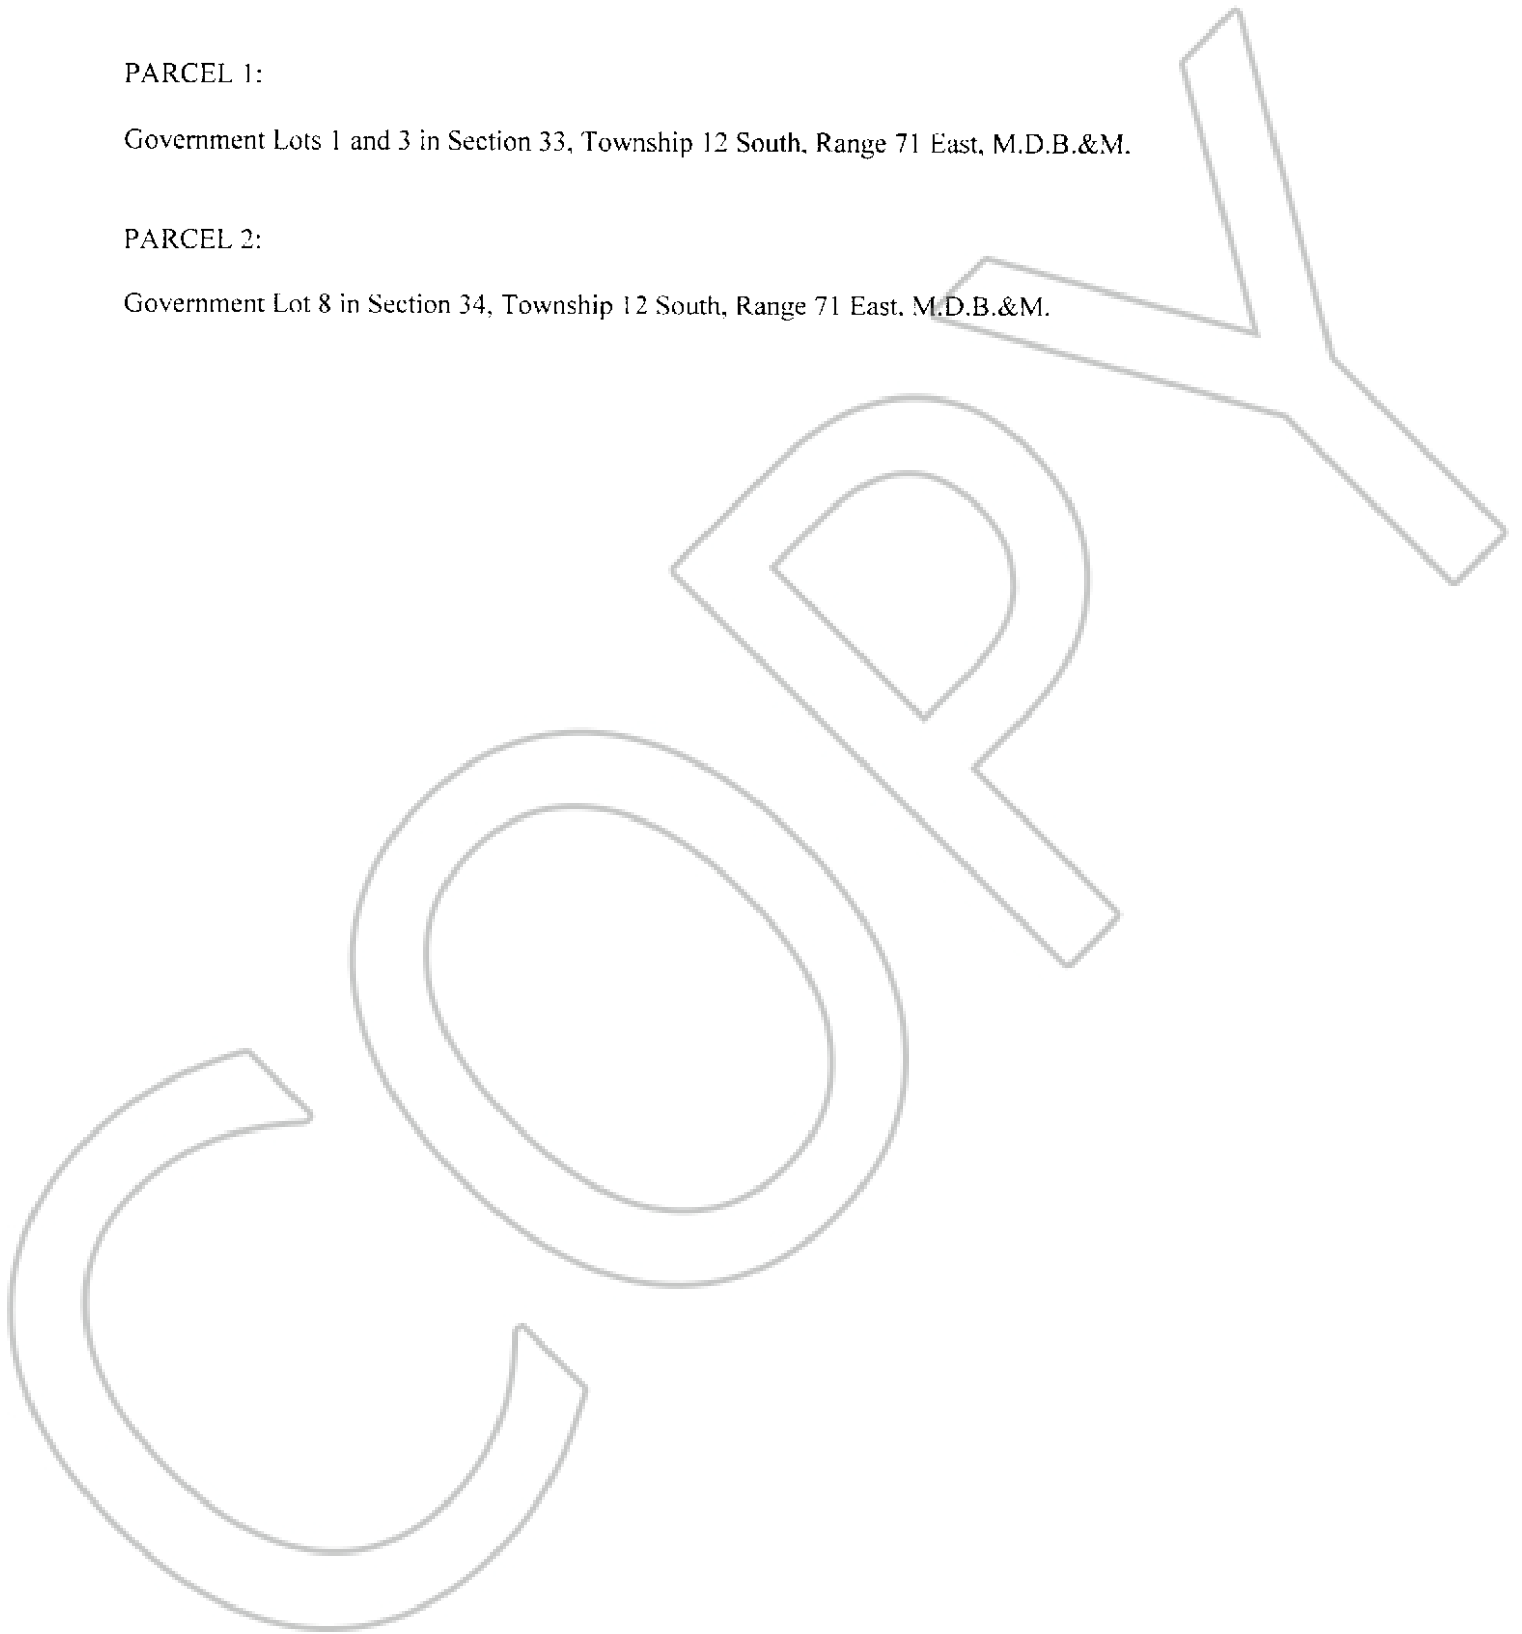 PARCEL 1:
Government Lots 1 and 3 in Section 33, Township 12 South, Range 71 East, M.D.B.&M.
PARCEL 2:
Government Lot 8 in Section 34, Township 12 South, Range 71 East, M.D.B.&M.
COPY